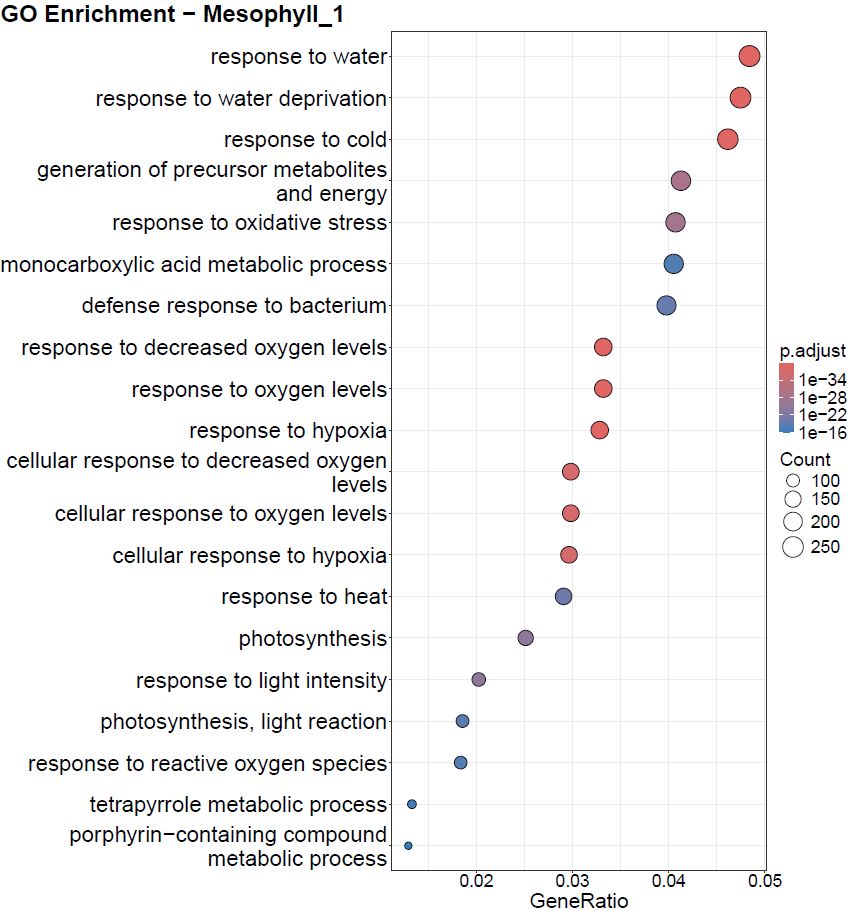 GO Enrichment − Mesophyll_1
response to water
response to water deprivation
response to cold
generation of precursor metabolites
and energy
response to oxidative stress
monocarboxylic acid metabolic process
defense response to bacterium
response to decreased oxygen levels
response to oxygen levels
response to hypoxia
cellular response to decreased oxygen
levels
cellular response to oxygen levels
cellular response to hypoxia
response to heat
photosynthesis
response to light intensity
photosynthesis, light reaction
response to reactive oxygen species
tetrapyrrole metabolic process
porphyrin−containing compound
metabolic process
0.02 0.03 0.04 0.05
GeneRatio
p.adjust
1e−34
1e−28
1e−22
1e−16
Count
100
150
200
250